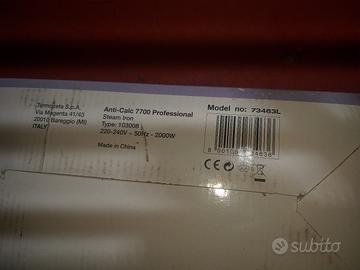 Termozeta S.p.A.
Via Magenta 41/43
20010 Bareggio (MI)
ITALY
Anti-Calc 7700 Professional
Steam Iron
Type: 103008
220-240V ~ 50Hz - 2000W
Made in China
Model no: 73463L
CE
subito